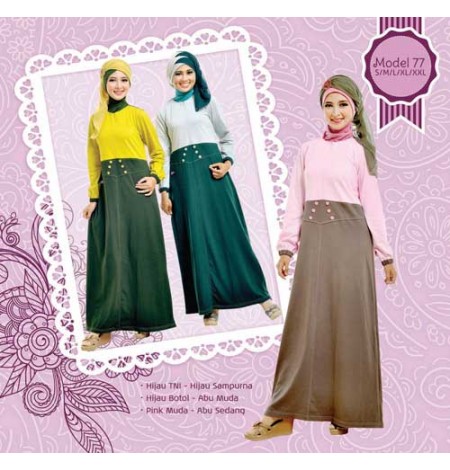 Model 77
S/M/L/XL/XXL
• Hijau TNI - Hijau Sampurna
• Hijau Botol - Abu Muda
• Pink Muda - Abu Sedang